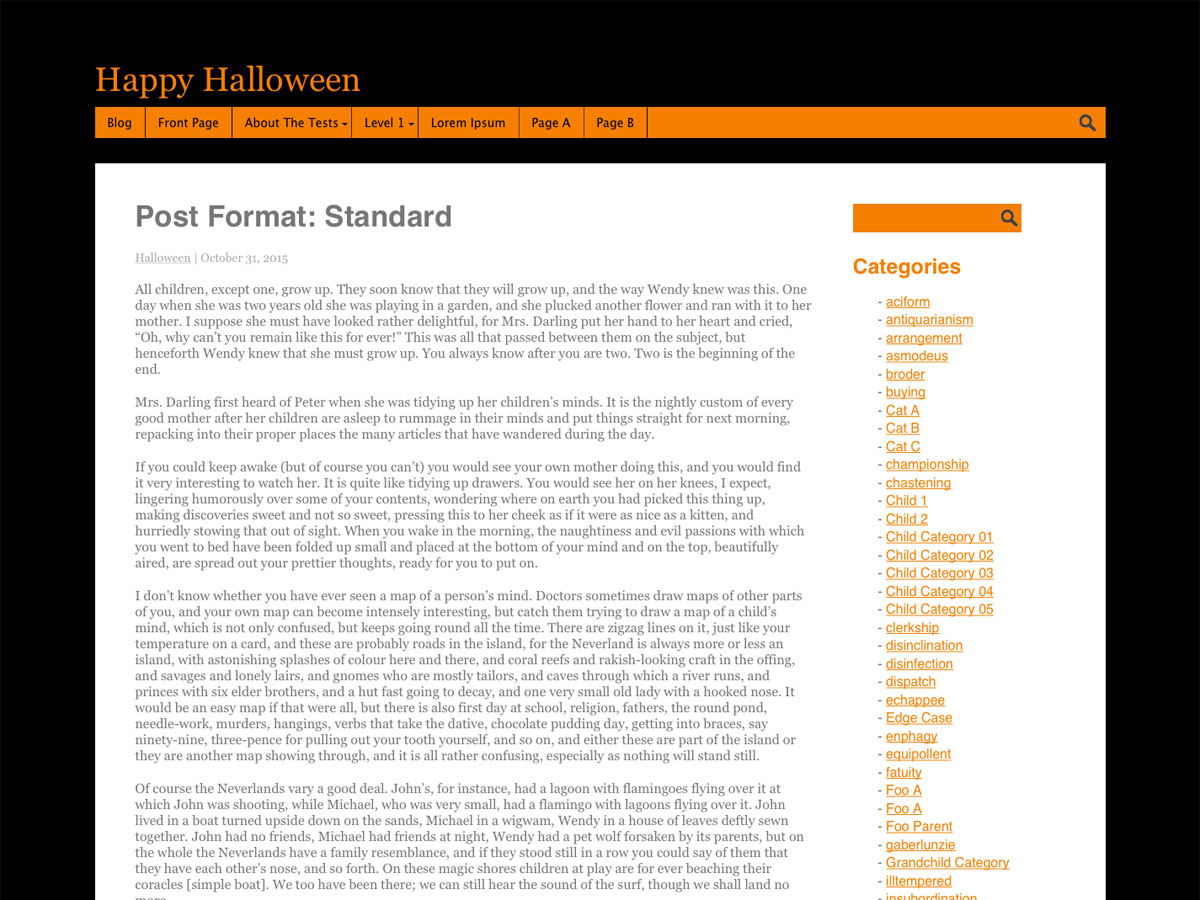 Happy Halloween
Blog
Front Page
About The Tests
Level 1
Lorem Ipsum
Page A
Page B
Post Format: Standard
Halloween | October 31, 2015
All children, except one, grow up. They soon know that they will grow up, and the way Wendy knew was this. One
day when she was two years old she was playing in a garden, and she plucked another flower and ran with it to her
mother. I suppose she must have looked rather delightful, for Mrs. Darling put her hand to her heart and cried,
“Oh, why can’t you remain like this for ever!” This was all that passed between them on the subject, but
henceforth Wendy knew that she must grow up. You always know after you are two. Two is the beginning of the
end.
Mrs. Darling first heard of Peter when she was tidying up her children’s minds. It is the nightly custom of every
good mother after her children are asleep to rummage in their minds and put things straight for next morning,
repacking into their proper places the many articles that have wandered during the day.
If you could keep awake (but of course you can’t) you would see your own mother doing this, and you would find
it very interesting to watch her. It is quite like tidying up drawers. You would see her on her knees, I expect,
lingering humorously over some of your contents, wondering where on earth you had picked this thing up,
making discoveries sweet and not so sweet, pressing this to her cheek as if it were as nice as a kitten, and
hurriedly stowing that out of sight. When you wake in the morning, the naughtiness and evil passions with which
you went to bed have been folded up small and placed at the bottom of your mind and on the top, beautifully
aired, are spread out your prettier thoughts, ready for you to put on.
I don’t know whether you have ever seen a map of a person’s mind. Doctors sometimes draw maps of other parts
of you, and your own map can become intensely interesting, but catch them trying to draw a map of a child’s
mind, which is not only confused, but keeps going round all the time. There are zigzag lines on it, just like your
temperature on a card, and these are probably roads in the island, for the Neverland is always more or less an
island, with astonishing splashes of colour here and there, and coral reefs and rakish-looking craft in the offing,
and savages and lonely lairs, and gnomes who are mostly tailors, and caves through which a river runs, and
princes with six elder brothers, and a hut fast going to decay, and one very small old lady with a hooked nose. It
would be an easy map if that were all, but there is also first day at school, religion, fathers, the round pond,
needle-work, murders, hangings, verbs that take the dative, chocolate pudding day, getting into braces, say
ninety-nine, three-pence for pulling out your tooth yourself, and so on, and either these are part of the island or
they are another map showing through, and it is all rather confusing, especially as nothing will stand still.
Of course the Neverlands vary a good deal. John’s, for instance, had a lagoon with flamingoes flying over it at
which John was shooting, while Michael, who was very small, had a flamingo with lagoons flying over it. John
lived in a boat turned upside down on the sands, Michael in a wigwam, Wendy in a house of leaves deftly sewn
together. John had no friends, Michael had friends at night, Wendy had a pet wolf forsaken by its parents, but on
the whole the Neverlands have a family resemblance, and if they stood still in a row you could say of them that
they have each other’s nose, and so forth. On these magic shores children at play are for ever beaching their
coracles [simple boat]. We too have been there; we can still hear the sound of the surf, though we shall land no
more.
Categories
- aciform
- antiquarianism
- arrangement
- asmodeus
- broder
- buying
- Cat A
- Cat B
- Cat C
- championship
- chastening
- Child 1
- Child 2
- Child Category 01
- Child Category 02
- Child Category 03
- Child Category 04
- Child Category 05
- clerkship
- disinclination
- disinfection
- dispatch
- echappee
- Edge Case
- enphagy
- equipollent
- fatuity
- Foo A
- Foo A
- Foo Parent
- gaberlunzie
- Grandchild Category
- illtempered
- insubordination